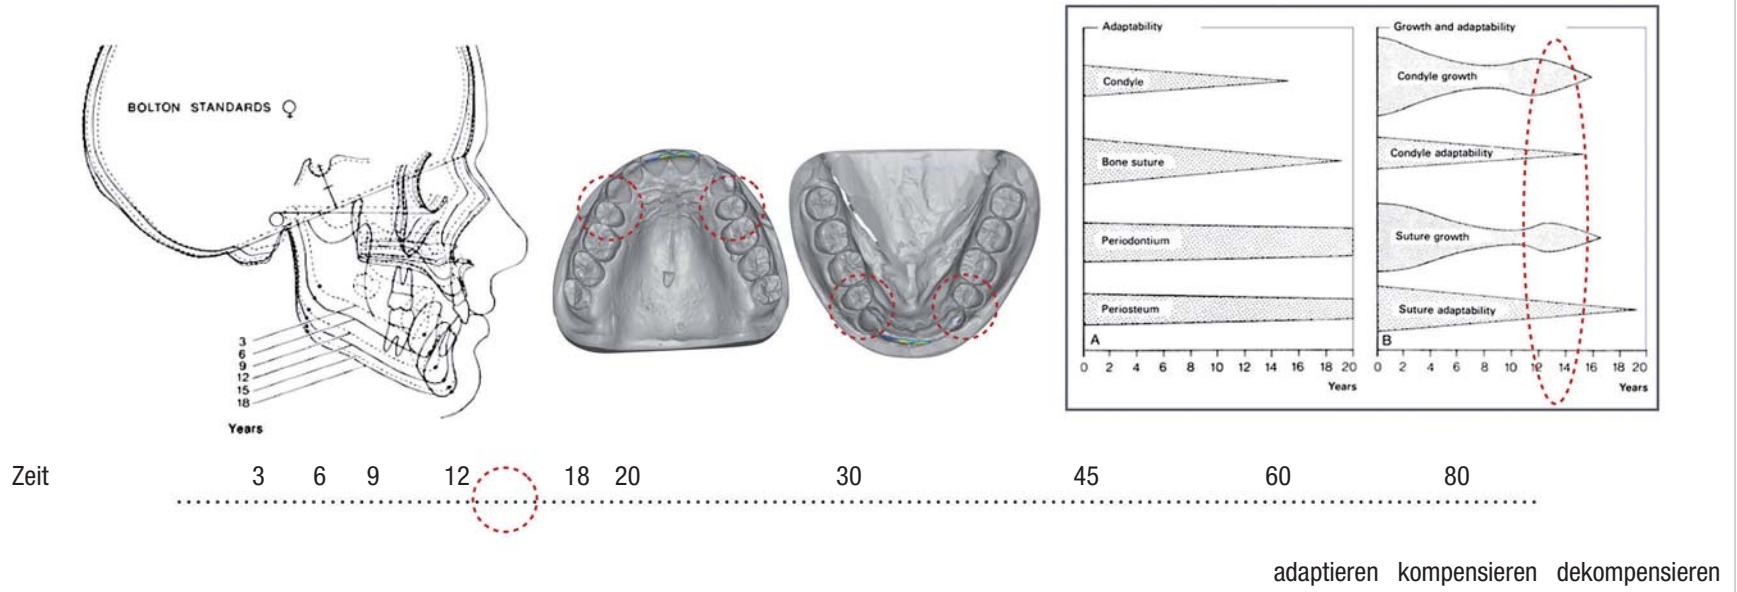 BOLTON STANDARDS ♀
3
6
9
12
15
18
Years
Adaptability
Condyle
Bone suture
Periodontium
Periosteum
A
0 2 4 6 8 10 12 14 16 18 20
Years
Growth and adaptability
Condyle growth
Condyle adaptability
Suture growth
Suture adaptability
B
0 2 4 6 8 10 12 14 16 18 20
Years
Zeit 3 6 9 12 18 20 30 45 60 80
adaptieren kompensieren dekompensieren